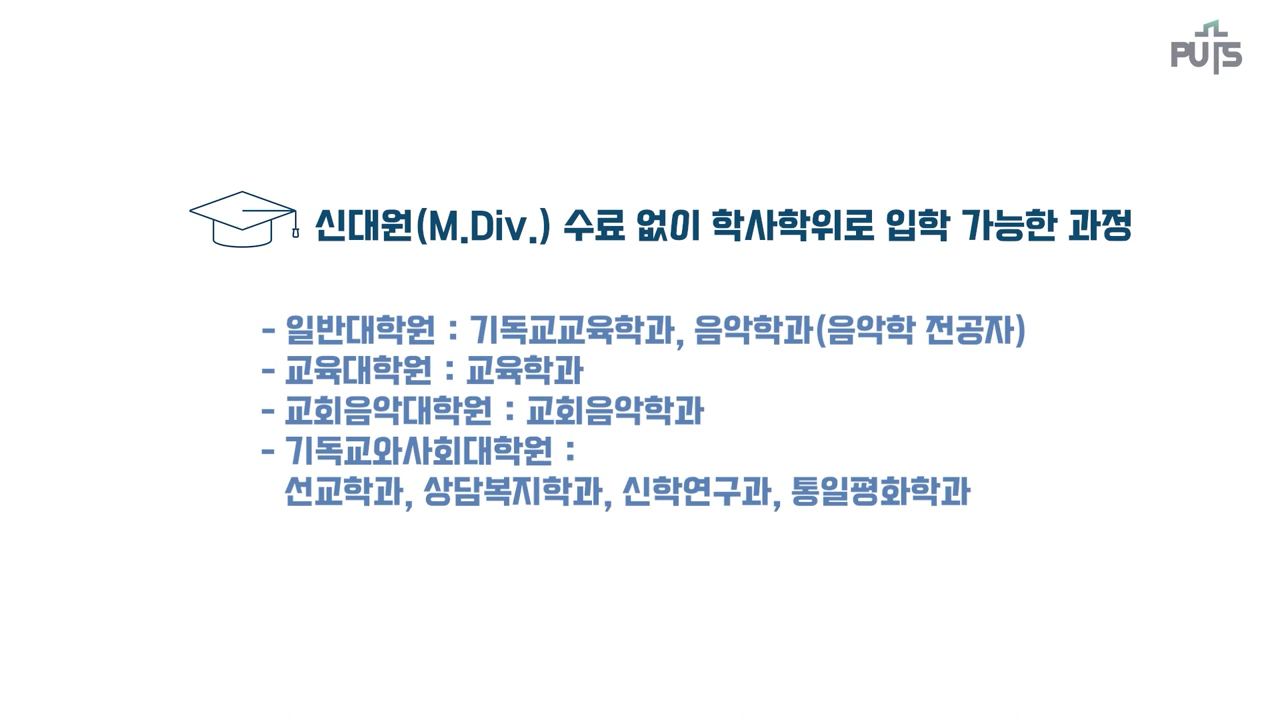 PUTS
신대원(M.Div.) 수료 없이 학사학위로 입학 가능한 과정
- 일반대학원 : 기독교교육학과, 음악학과(음악학 전공자)
- 교육대학원 : 교육학과
- 교회음악대학원 : 교회음악학과
- 기독교와사회대학원 :
선교학과, 상담복지학과, 신학연구과, 통일평화학과